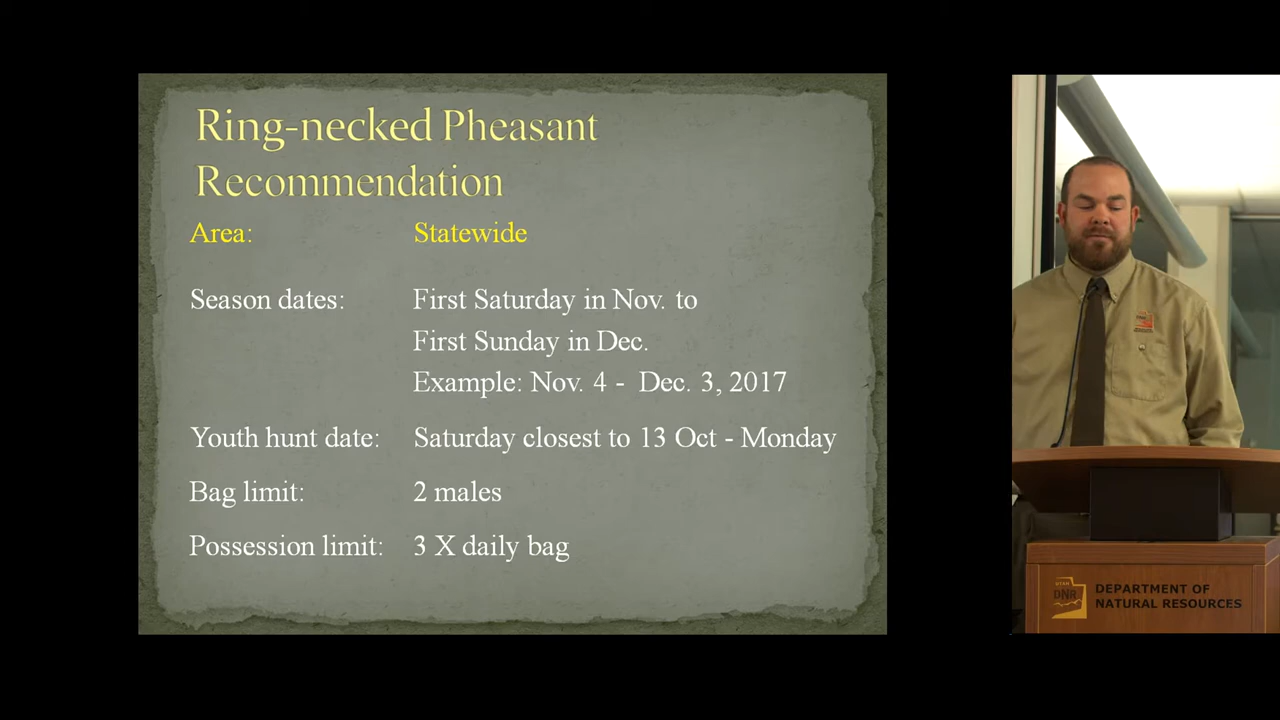 Ring-necked Pheasant
Recommendation
Area: Statewide
Season dates: First Saturday in Nov. to
First Sunday in Dec.
Example: Nov. 4 - Dec. 3, 2017
Youth hunt date: Saturday closest to 13 Oct - Monday
Bag limit: 2 males
Possession limit: 3 X daily bag
UTAH
DNR
DEPARTMENT OF
NATURAL RESOURCES